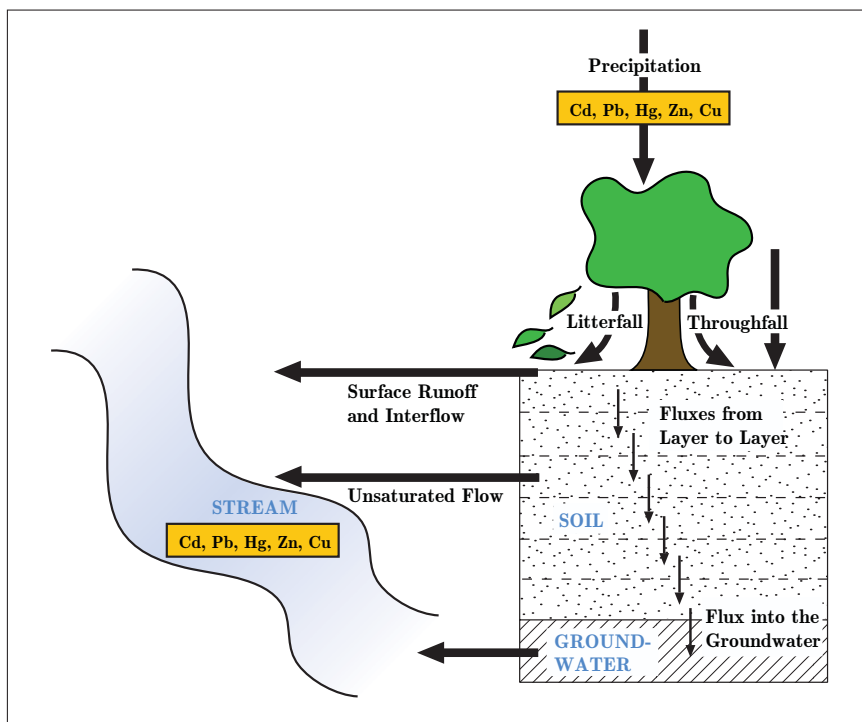 Precipitation
Cd, Pb, Hg, Zn, Cu
Litterfall
Throughfall
Surface Runoff
and Interflow
Fluxes from
Layer to Layer
Unsaturated Flow
STREAM
Cd, Pb, Hg, Zn, Cu
SOIL
Flux into the
Groundwater
GROUND-
WATER